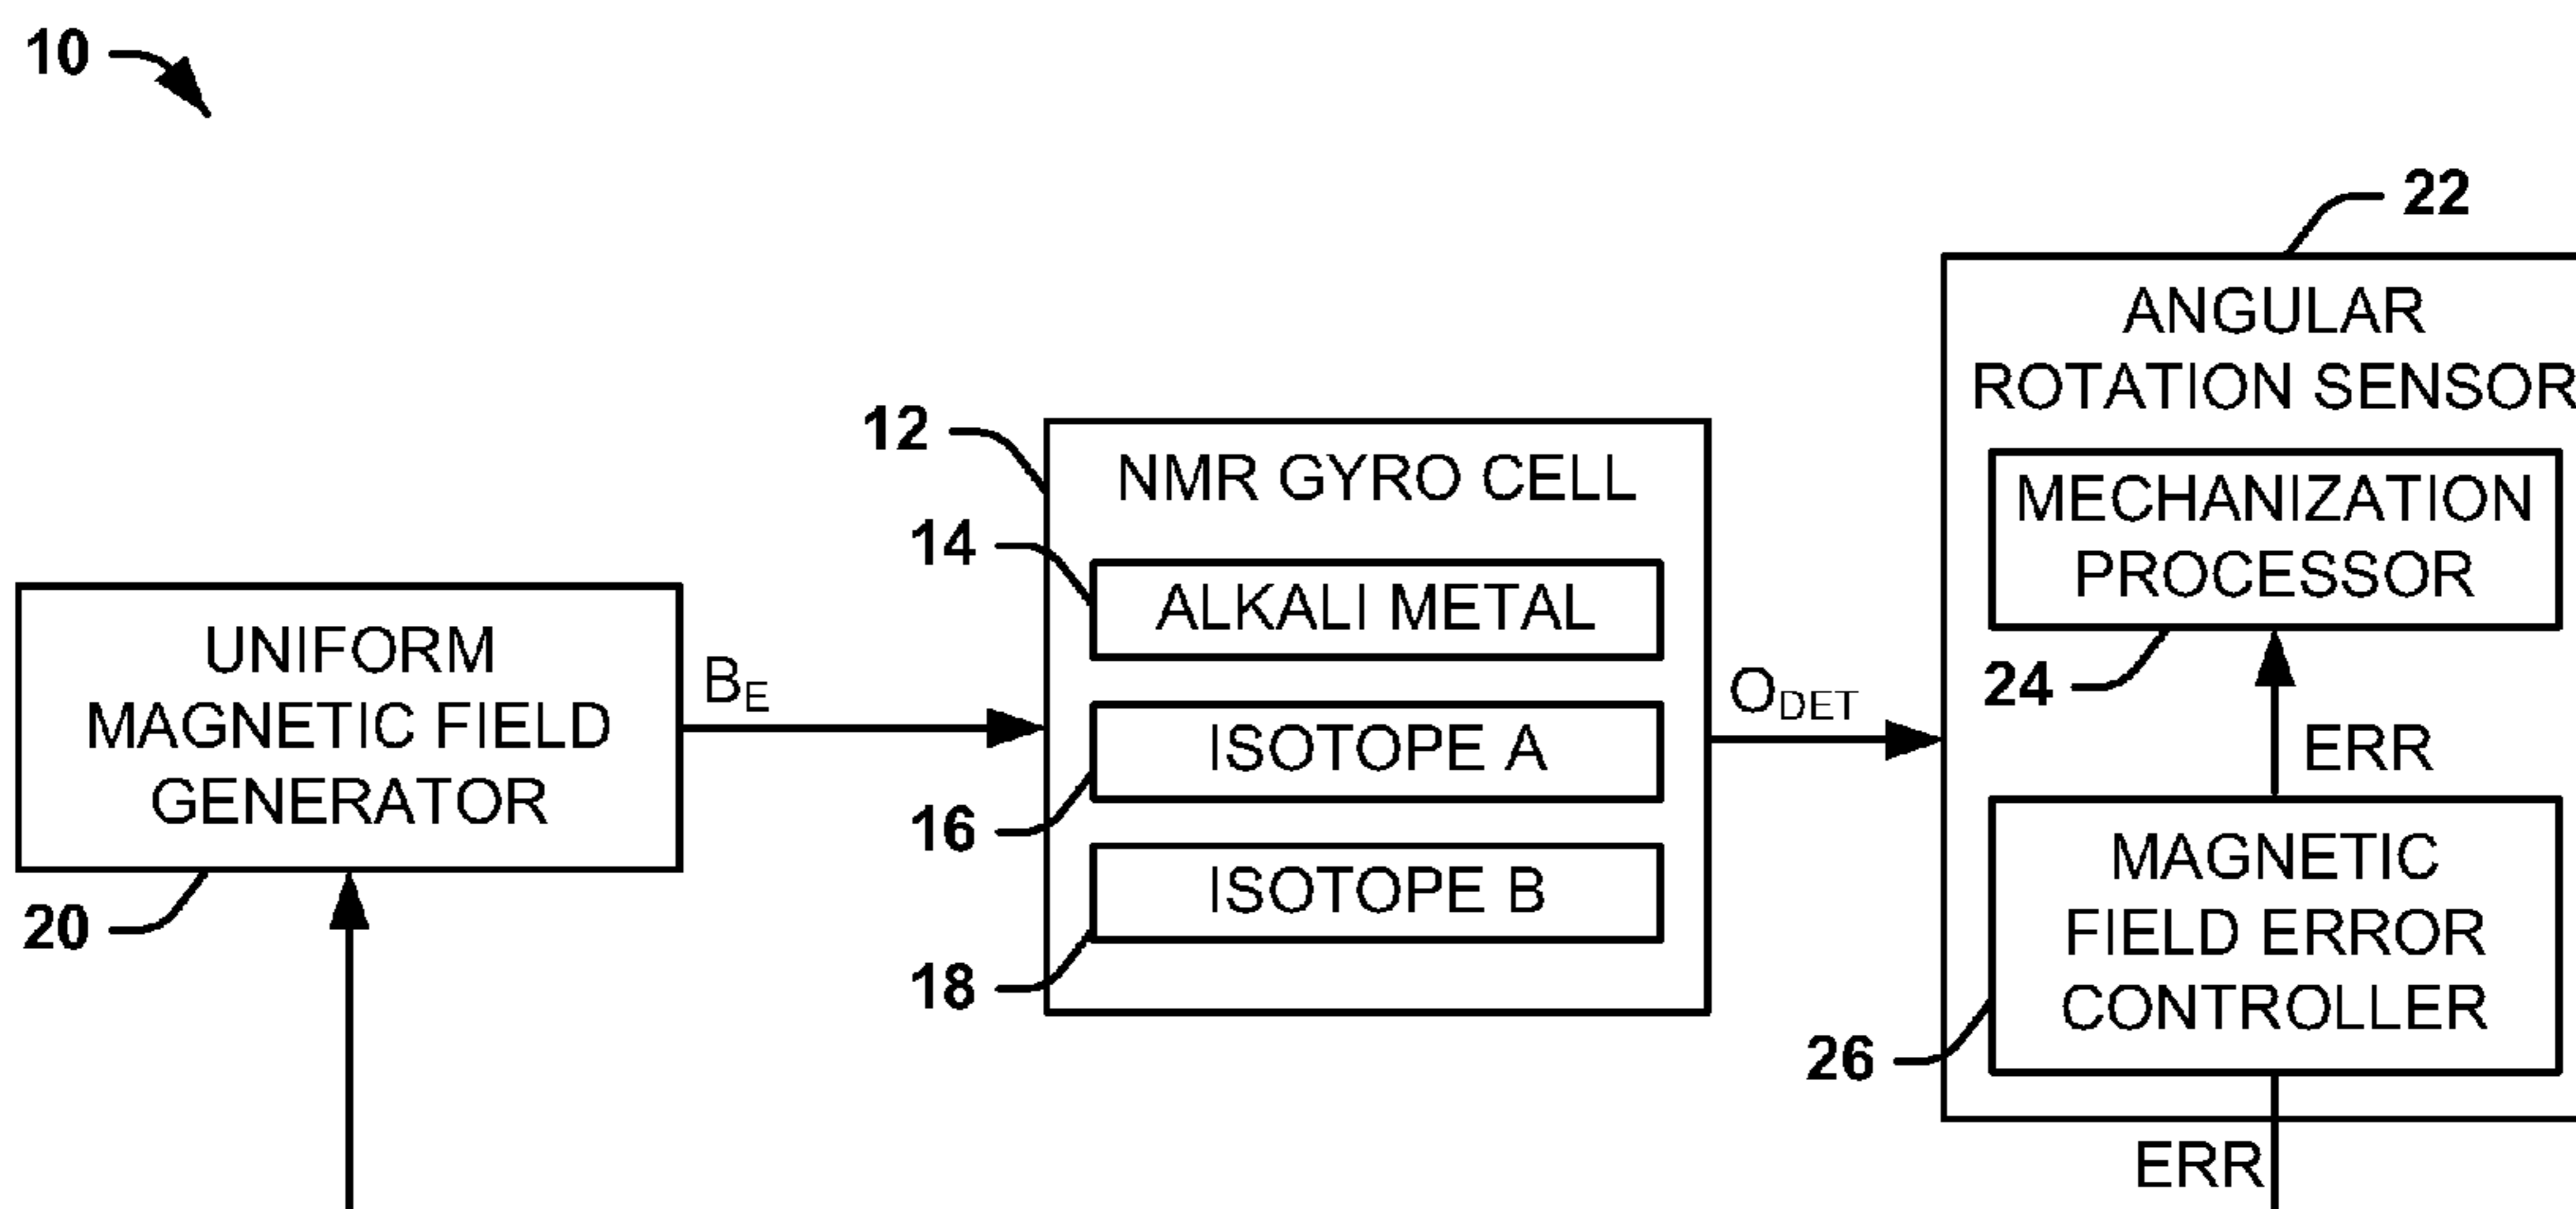 10
22
ANGULAR
ROTATION SENSOR
12
NMR GYRO CELL
MECHANIZATION
PROCESSOR
14
ALKALI METAL
UNIFORM
MAGNETIC FIELD
GENERATOR
BE
ODET
24
ISOTOPE A
ERR
16
MAGNETIC
FIELD ERROR
CONTROLLER
ISOTOPE B
20
18
26
ERR